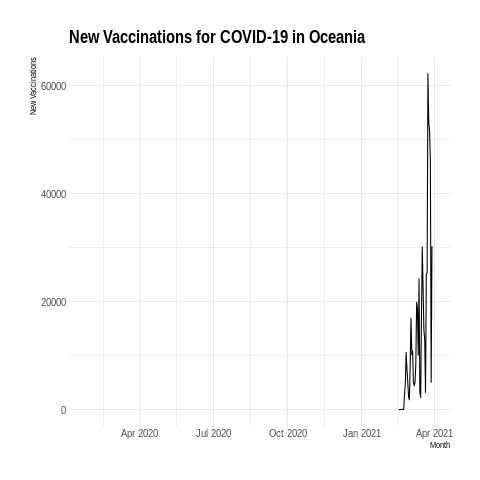 New Vaccinations for COVID-19 in Oceania
New Vaccinations
60000
40000
20000
0
Apr 2020 Jul 2020 Oct 2020 Jan 2021 Apr 2021
Month